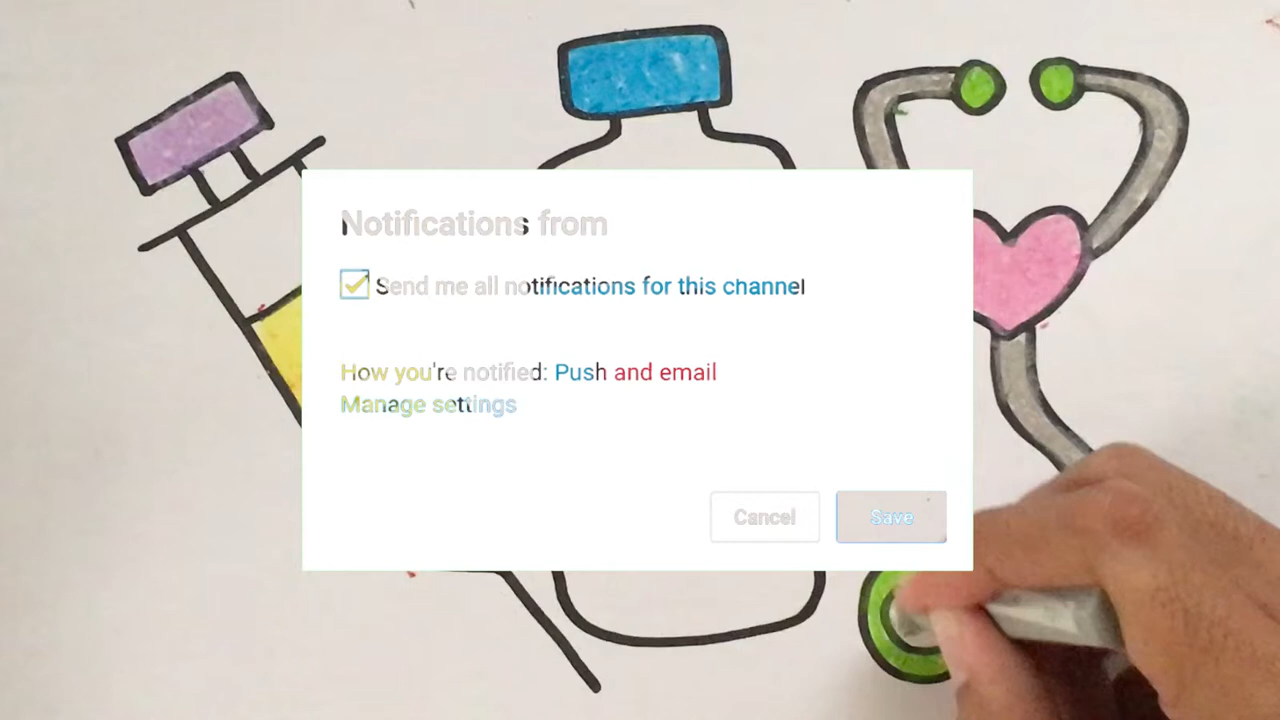 Notifications from
Send me all notifications for this channel
How you're notified: Push and email
Manage settings
Cancel
Save